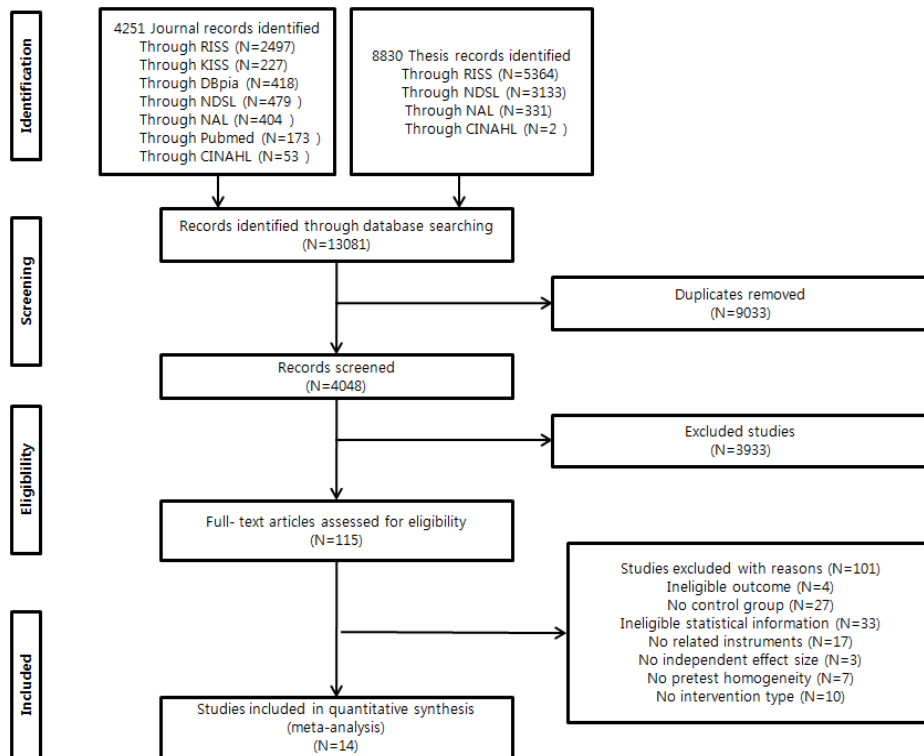 Identification
4251 Journal records identified
Through RISS (N=2497)
Through KISS (N=227)
Through DBpia (N=418)
Through NDSL (N=479 )
Through NAL (N=404 )
Through Pubmed (N=173 )
Through CINAHL (N=53 )
8830 Thesis records identified
Through RISS (N=5364)
Through NDSL (N=3133)
Through NAL (N=331)
Through CINAHL (N=2 )
Screening
Records identified through database searching
(N=13081)
Duplicates removed
(N=9033)
Records screened
(N=4048)
Eligiblility
Excluded studies
(N=3933)
Full- text articles assessed for eligibility
(N=115)
Studies excluded with reasons (N=101)
Ineligible outcome (N=4)
No control group (N=27)
Ineligible statistical information (N=33)
No related instruments (N=17)
No independent effect size (N=3)
No pretest homogeneity (N=7)
No intervention type (N=10)
Included
Studies included in quantitative synthesis
(meta-analysis)
(N=14)